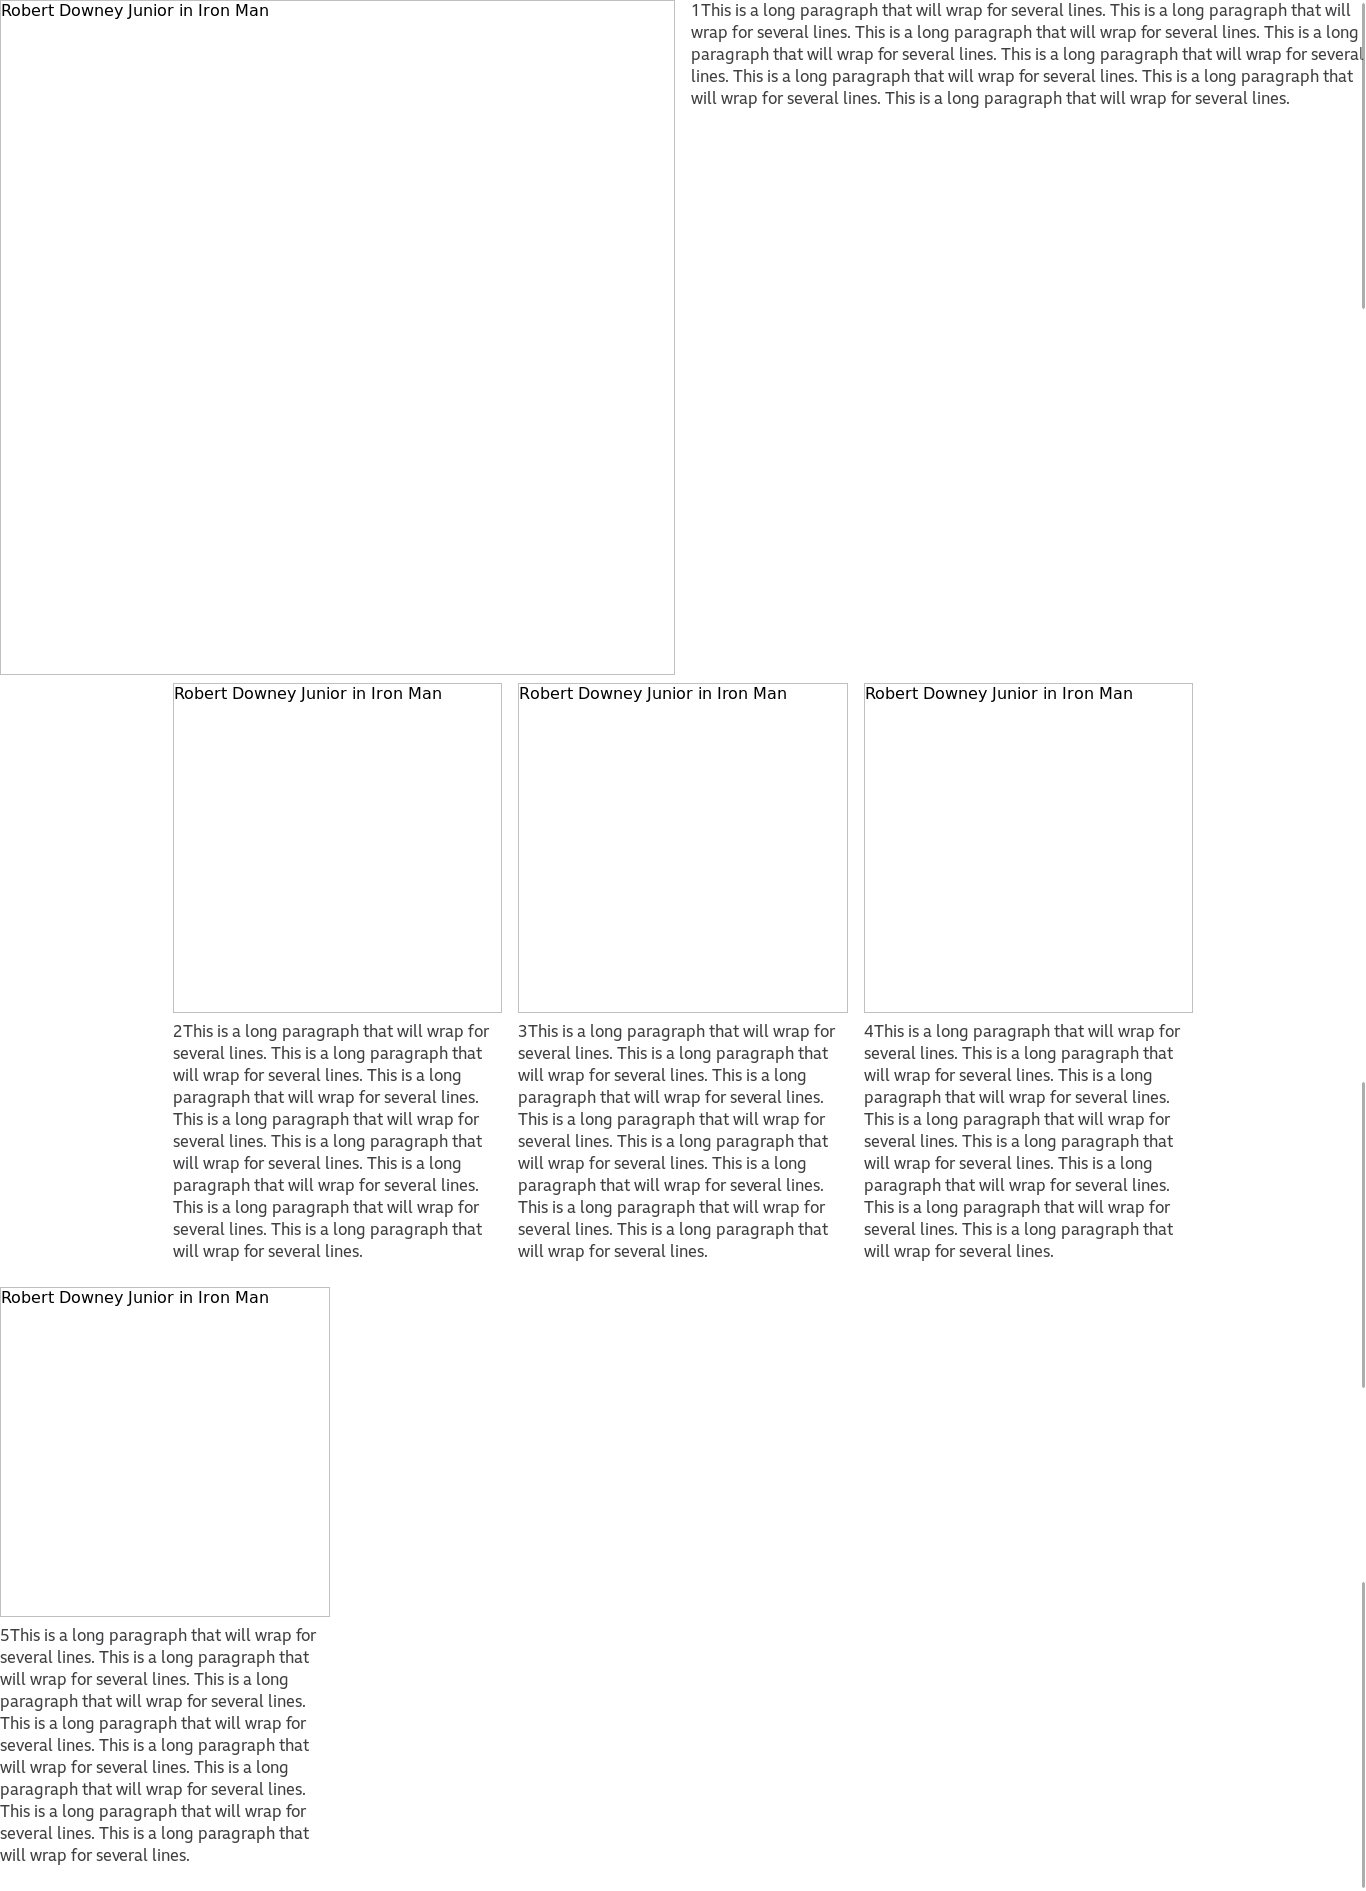 Robert Downey Junior in Iron Man
1This is a long paragraph that will wrap for several lines. This is a long paragraph that will
wrap for several lines. This is a long paragraph that will wrap for several lines. This is a long
paragraph that will wrap for several lines. This is a long paragraph that will wrap for several
lines. This is a long paragraph that will wrap for several lines. This is a long paragraph that
will wrap for several lines. This is a long paragraph that will wrap for several lines.
Robert Downey Junior in Iron Man
2This is a long paragraph that will wrap for
several lines. This is a long paragraph that
will wrap for several lines. This is a long
paragraph that will wrap for several lines.
This is a long paragraph that will wrap for
several lines. This is a long paragraph that
will wrap for several lines. This is a long
paragraph that will wrap for several lines.
This is a long paragraph that will wrap for
several lines. This is a long paragraph that
will wrap for several lines.
Robert Downey Junior in Iron Man
3This is a long paragraph that will wrap for
several lines. This is a long paragraph that
will wrap for several lines. This is a long
paragraph that will wrap for several lines.
This is a long paragraph that will wrap for
several lines. This is a long paragraph that
will wrap for several lines. This is a long
paragraph that will wrap for several lines.
This is a long paragraph that will wrap for
several lines. This is a long paragraph that
will wrap for several lines.
Robert Downey Junior in Iron Man
4This is a long paragraph that will wrap for
several lines. This is a long paragraph that
will wrap for several lines. This is a long
paragraph that will wrap for several lines.
This is a long paragraph that will wrap for
several lines. This is a long paragraph that
will wrap for several lines. This is a long
paragraph that will wrap for several lines.
This is a long paragraph that will wrap for
several lines. This is a long paragraph that
will wrap for several lines.
Robert Downey Junior in Iron Man
5This is a long paragraph that will wrap for
several lines. This is a long paragraph that
will wrap for several lines. This is a long
paragraph that will wrap for several lines.
This is a long paragraph that will wrap for
several lines. This is a long paragraph that
will wrap for several lines. This is a long
paragraph that will wrap for several lines.
This is a long paragraph that will wrap for
several lines. This is a long paragraph that
will wrap for several lines.